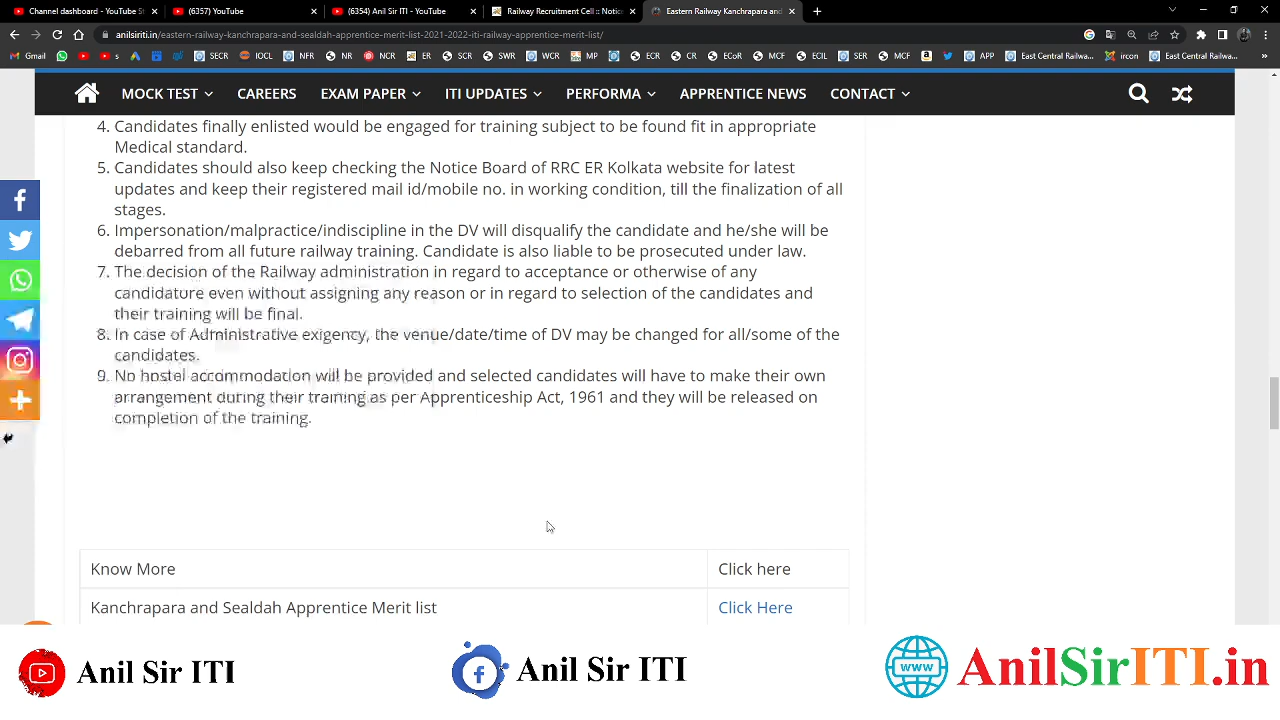 Channel dashboard - YouTube St
(6357) YouTube
(6354) Anil Sir ITI - YouTube
Railway Recruitment Cell :: Notice
Eastern Railway Kanchrapara and
anilsiriti.in/eastern-railway-kanchrapara-and-sealdah-apprentice-merit-list-2021-2022-iti-railway-apprentice-merit-list/
Gmail
s
SECR
IOCL
NFR
NR
NCR
ER
SCR
SWR
WCR
MP
ECR
CR
ECoR
MCF
ECIL
SER
MCF
APP
East Central Railwa...
ircon
East Central Railwa...
MOCK TEST
CAREERS
EXAM PAPER
ITI UPDATES
PERFORMA
APPRENTICE NEWS
CONTACT
4. Candidates finally enlisted would be engaged for training subject to be found fit in appropriate
Medical standard.
5. Candidates should also keep checking the Notice Board of RRC ER Kolkata website for latest
updates and keep their registered mail id/mobile no. in working condition, till the finalization of all
stages.
6. Impersonation/malpractice/indiscipline in the DV will disqualify the candidate and he/she will be
debarred from all future railway training. Candidate is also liable to be prosecuted under law.
7. The decision of the Railway administration in regard to acceptance or otherwise of any
candidature even without assigning any reason or in regard to selection of the candidates and
their training will be final.
8. In case of Administrative exigency, the venue/date/time of DV may be changed for all/some of the
candidates.
9. No hostel accommodation will be provided and selected candidates will have to make their own
arrangement during their training as per Apprenticeship Act, 1961 and they will be released on
completion of the training.
Know More
Click here
Kanchrapara and Sealdah Apprentice Merit list
Click Here
Anil Sir ITI
Anil Sir ITI
www
AnilSirITI.in